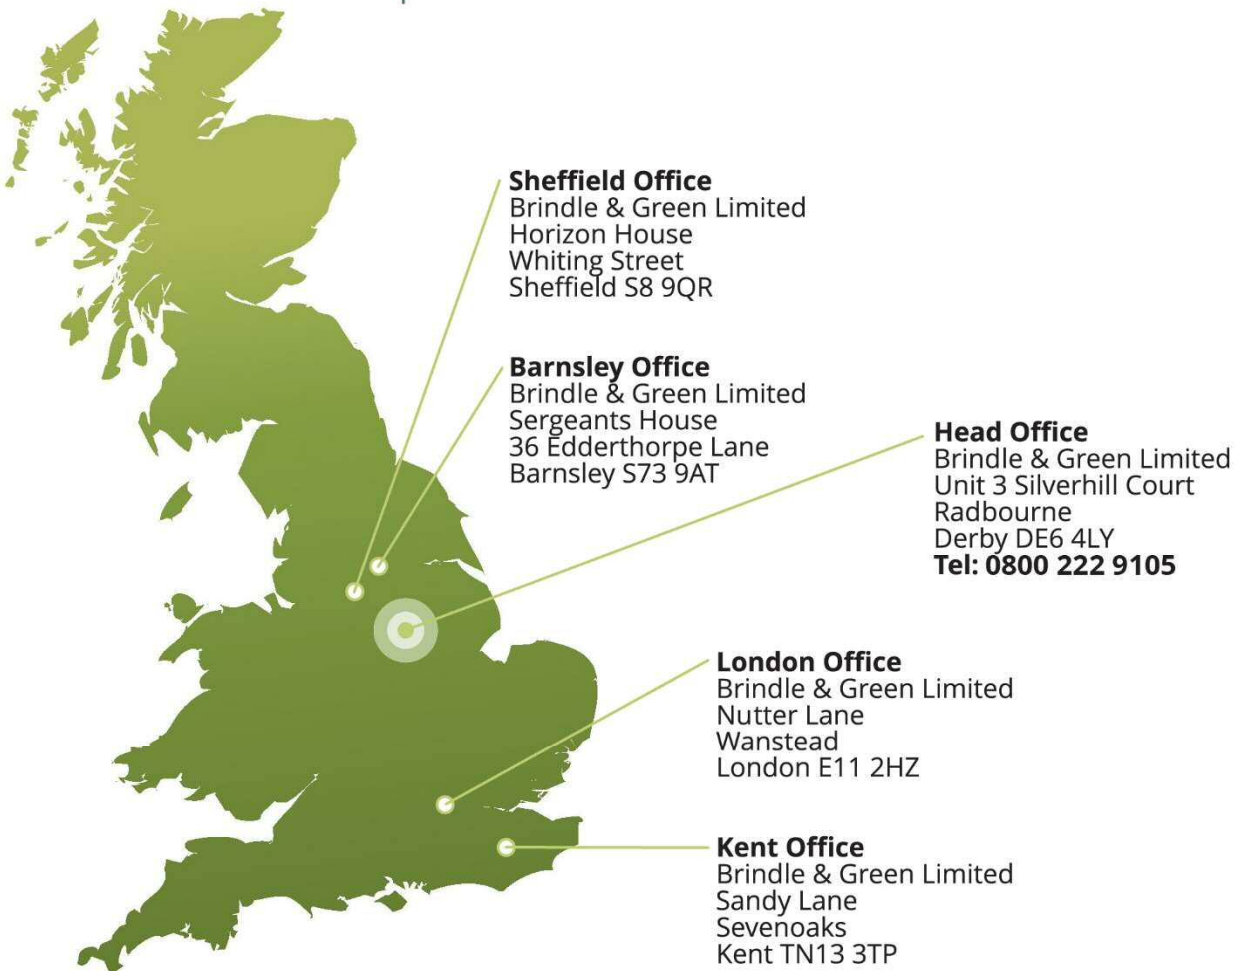 Sheffield Office
Brindle & Green Limited
Horizon House
Whiting Street
Sheffield S8 9QR
Barnsley Office
Brindle & Green Limited
Sergeants House
36 Edderthorpe Lane
Barnsley S73 9AT
Head Office
Brindle & Green Limited
Unit 3 Silverhill Court
Radbourne
Derby DE6 4LY
Tel: 0800 222 9105
London Office
Brindle & Green Limited
Nutter Lane
Wanstead
London E11 2HZ
Kent Office
Brindle & Green Limited
Sandy Lane
Sevenoaks
Kent TN13 3TP